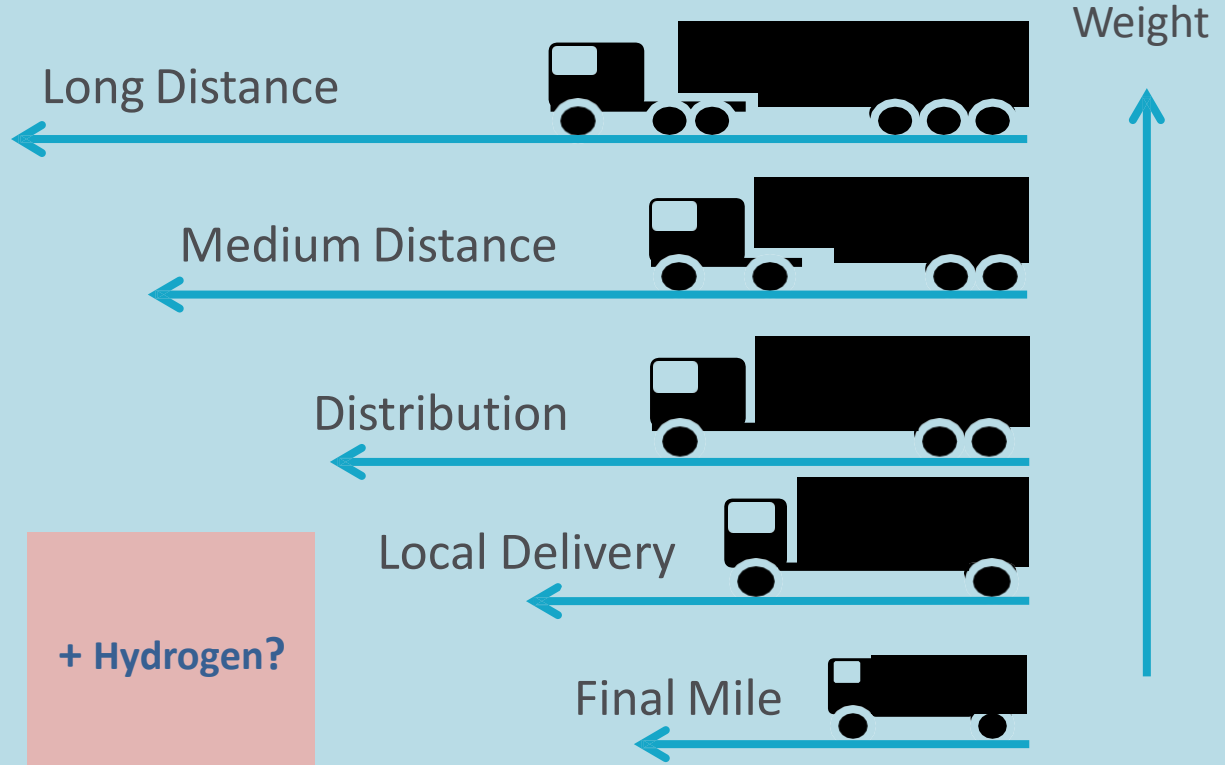 Weight
Long Distance
Medium Distance
Distribution
Local Delivery
+ Hydrogen?
Final Mile